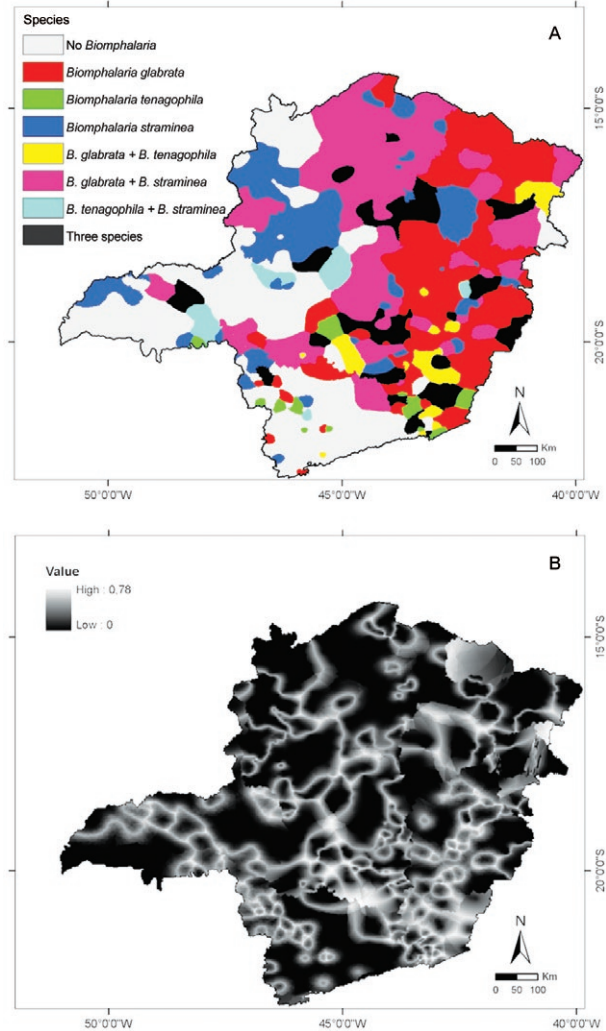 Species
A
No Biomphalaria
Biomphalaria glabrata
Biomphalaria tenagophila
Biomphalaria straminea
B. glabrata + B. tenagophila
B. glabrata + B. straminea
B. tenagophila + B. straminea
Three species
15°0'0"S
20°0'0"S
N
Km
0 50 100
50°0'0"W
45°0'0"W
40°0'0"W
B
Value
High : 0,78
Low : 0
15°0'0"S
20°0'0"S
N
Km
0 50 100
50°0'0"W
45°0'0"W
40°0'0"W